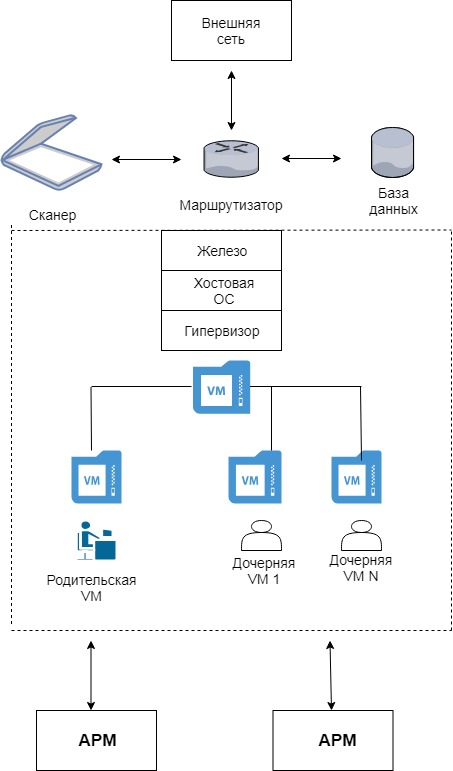 Внешняя
сеть
Сканер
Маршрутизатор
База
данных
Железо
Хостовая
ОС
Гипервизор
VM
VM
VM
VM
Родительская
VM
Дочерняя
VM 1
Дочерняя
VM N
АРМ
АРМ